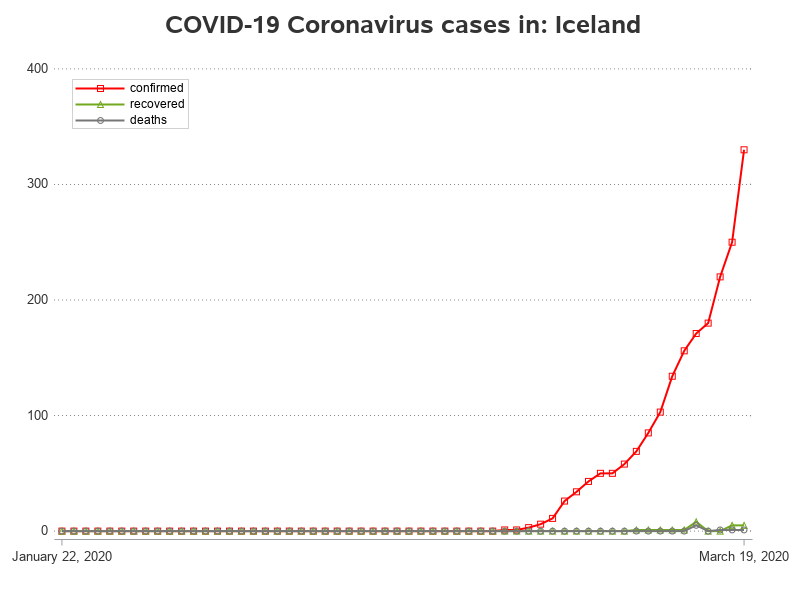 COVID-19 Coronavirus cases in: Iceland
400
confirmed
recovered
deaths
300
200
100
0
January 22, 2020
March 19, 2020